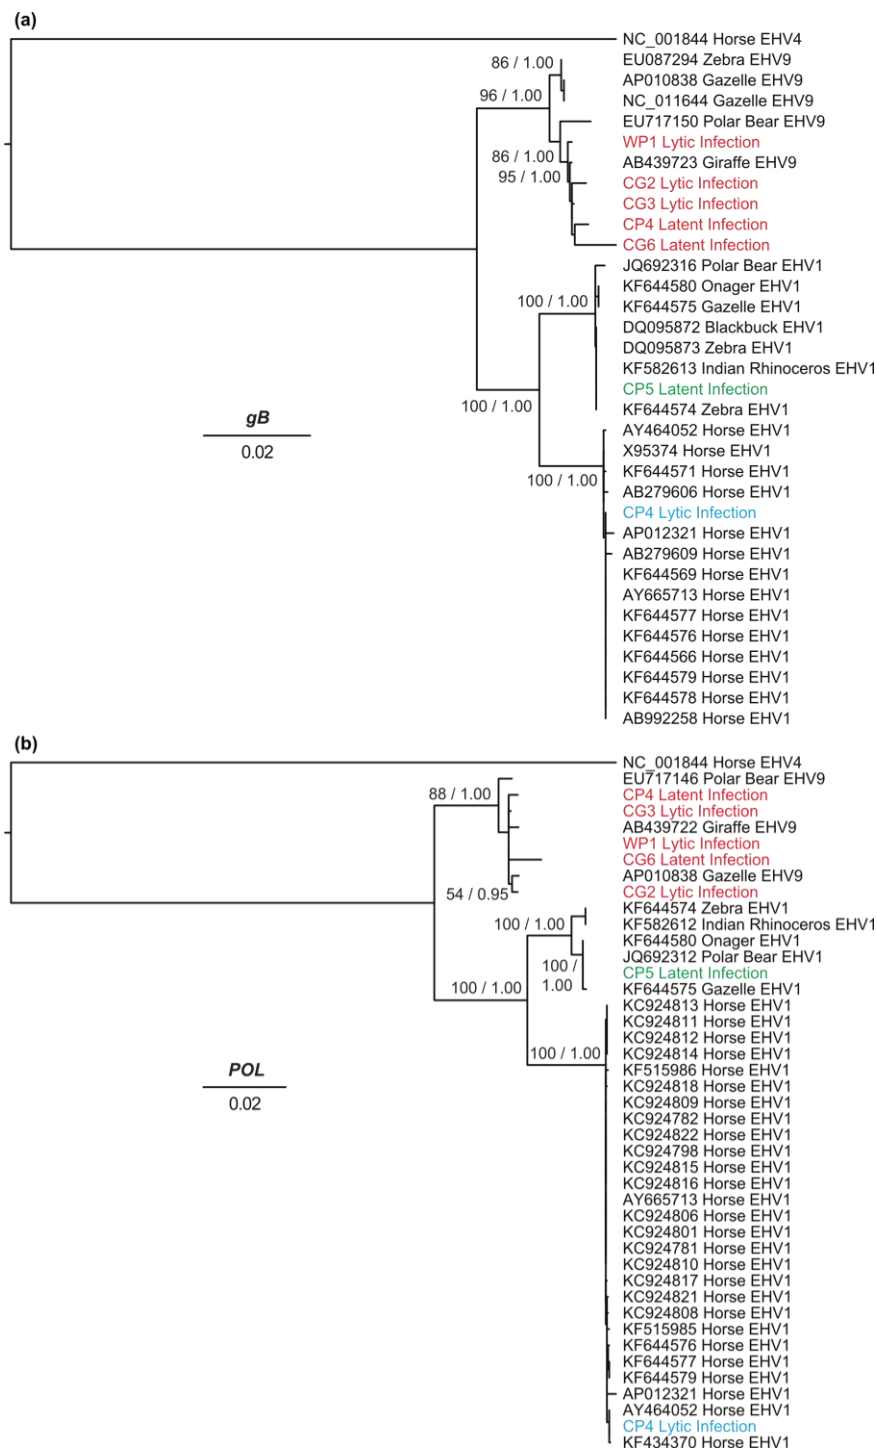 (a)
NC_001844 Horse EHV4
EU087294 Zebra EHV9
86 / 1.00
AP010838 Gazelle EHV9
96 / 1.00
NC_011644 Gazelle EHV9
EU717150 Polar Bear EHV9
WP1 Lytic Infection
86 / 1.00
AB439723 Giraffe EHV9
95 / 1.00
CG2 Lytic Infection
CG3 Lytic Infection
CP4 Latent Infection
CG6 Latent Infection
JQ692316 Polar Bear EHV1
KF644580 Onager EHV1
100 / 1.00
KF644575 Gazelle EHV1
DQ095872 Blackbuck EHV1
DQ095873 Zebra EHV1
KF582613 Indian Rhinoceros EHV1
CP5 Latent Infection
100 / 1.00
KF644574 Zebra EHV1
gB
AY464052 Horse EHV1
0.02
X95374 Horse EHV1
KF644571 Horse EHV1
100 / 1.00
AB279606 Horse EHV1
CP4 Lytic Infection
AP012321 Horse EHV1
AB279609 Horse EHV1
KF644569 Horse EHV1
AY665713 Horse EHV1
KF644577 Horse EHV1
KF644576 Horse EHV1
KF644566 Horse EHV1
KF644579 Horse EHV1
KF644578 Horse EHV1
AB992258 Horse EHV1
(b)
NC_001844 Horse EHV4
EU717146 Polar Bear EHV9
88 / 1.00
CP4 Latent Infection
CG3 Lytic Infection
AB439722 Giraffe EHV9
WP1 Lytic Infection
CG6 Latent Infection
AP010838 Gazelle EHV9
54 / 0.95
CG2 Lytic Infection
KF644574 Zebra EHV1
100 / 1.00
KF582612 Indian Rhinoceros EHV1
KF644580 Onager EHV1
JQ692312 Polar Bear EHV1
100 /
1.00
CP5 Latent Infection
100 / 1.00
KF644575 Gazelle EHV1
KC924813 Horse EHV1
KC924811 Horse EHV1
KC924812 Horse EHV1
100 / 1.00
KC924814 Horse EHV1
POL
KF515986 Horse EHV1
0.02
KC924818 Horse EHV1
KC924809 Horse EHV1
KC924782 Horse EHV1
KC924822 Horse EHV1
KC924798 Horse EHV1
KC924815 Horse EHV1
KC924816 Horse EHV1
AY665713 Horse EHV1
KC924806 Horse EHV1
KC924801 Horse EHV1
KC924781 Horse EHV1
KC924810 Horse EHV1
KC924817 Horse EHV1
KC924821 Horse EHV1
KC924808 Horse EHV1
KF515985 Horse EHV1
KF644576 Horse EHV1
KF644577 Horse EHV1
KF644579 Horse EHV1
AP012321 Horse EHV1
AY464052 Horse EHV1
CP4 Lytic Infection
KF434370 Horse EHV1